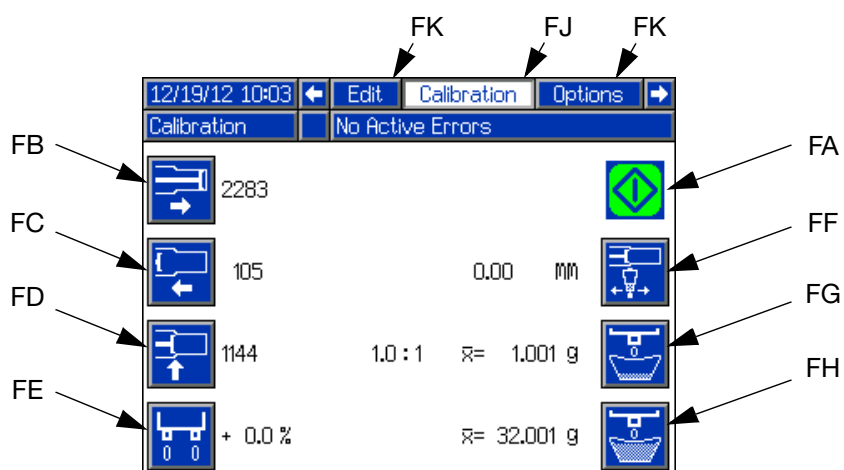 FK FJ FK
12/19/12 10:03 Edit Calibration Options
Calibration No Active Errors
FB 2283 FA
FC 105 0.00 MM FF
FD 1144 1.0 : 1 x̅= 1.001 g FG
FE + 0.0 % x̅= 32.001 g FH
0 0 0 0